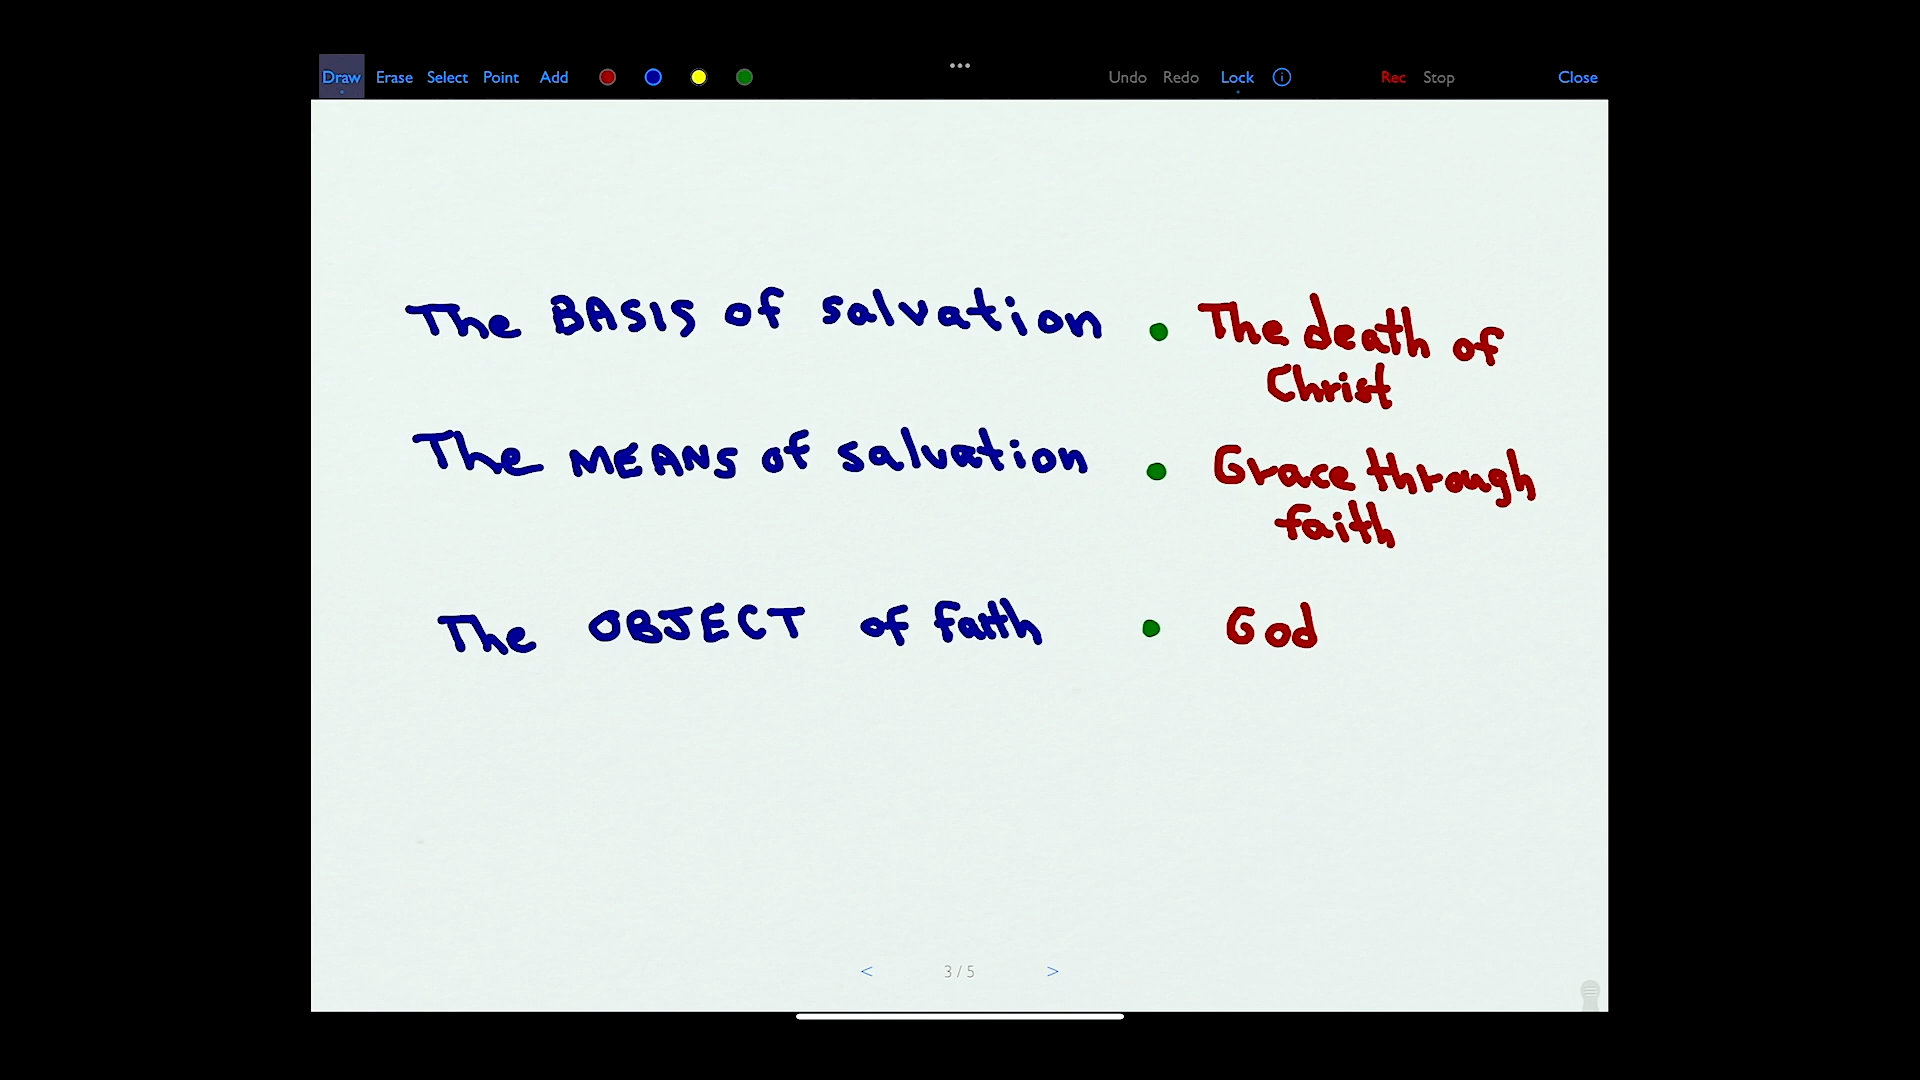 Draw Erase Select Point Add ... Undo Redo Lock i Rec Stop Close
The BASIS of salvation • The death of
Christ
The MEANS of salvation • Grace through
faith
The OBJECT of faith • God
< 3 / 5 >